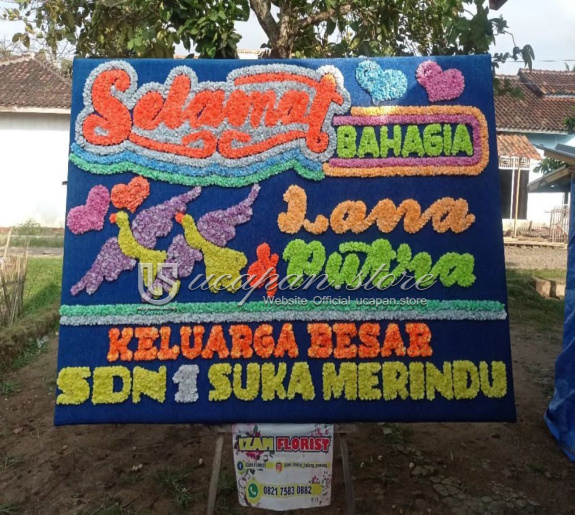 Selamat
BAHAGIA
Lana
& Putra
ucapan.store
Website Official ucapan.store
KELUARGA BESAR
SDN 1 SUKA MERINDU
IZAM FLORIST
0821 7583 0882